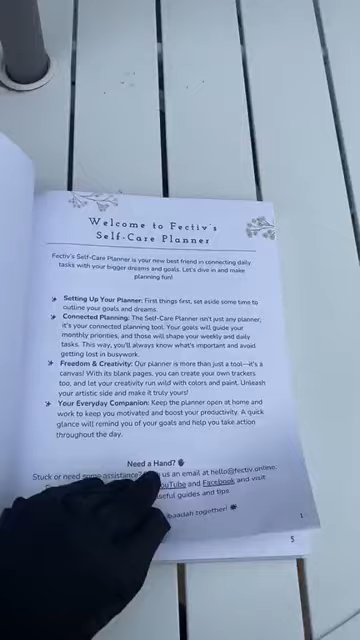 Welcome to Fectiv's
Self-Care Planner
Fectiv's Self-Care Planner is your new best friend in connecting daily
tasks with your bigger dreams and goals. Let's dive in and make
planning fun!
Setting Up Your Planner: First things first, set aside some time to
outline your goals and dreams.
Connected Planning: The Self-Care Planner isn't just any planner;
it's your connected planning tool. Your goals will guide your
monthly priorities, and those will shape your weekly and daily
tasks. This way, you'll always know what's important and avoid
getting lost in busywork.
Freedom & Creativity: Our planner is more than just a tool—it's a
canvas! With its blank pages, you can create your own trackers
too, and let your creativity run wild with colors and paint. Unleash
your artistic side and make it truly yours!
Your Everyday Companion: Keep the planner open at home and
work to keep you motivated and boost your productivity. A quick
glance will remind you of your goals and help you take action
throughout the day.
Need a Hand?
Stuck or need some assistance? us an email at hello@fectiv.online.
YouTube and Facebook and visit
useful guides and tips
together!
1
5